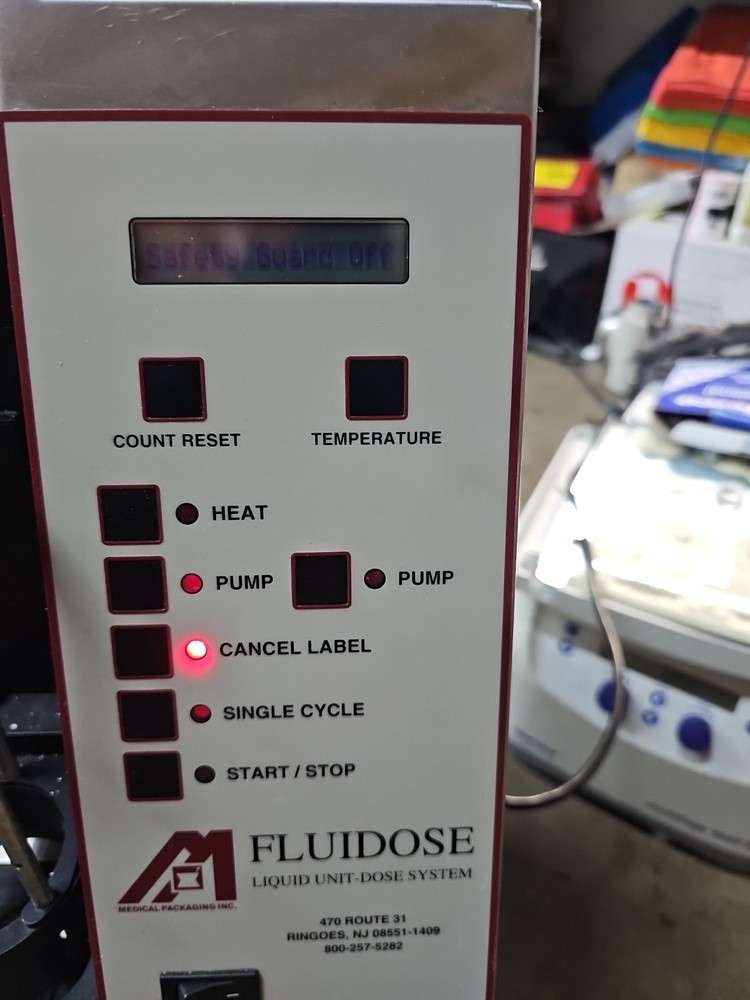 Safety Guard Off
COUNT RESET
TEMPERATURE
HEAT
PUMP
PUMP
CANCEL LABEL
SINGLE CYCLE
START / STOP
FLUIDOSE
LIQUID UNIT-DOSE SYSTEM
MEDICAL PACKAGING INC.
470 ROUTE 31
RINGOES, NJ 08551-1409
800-257-5282